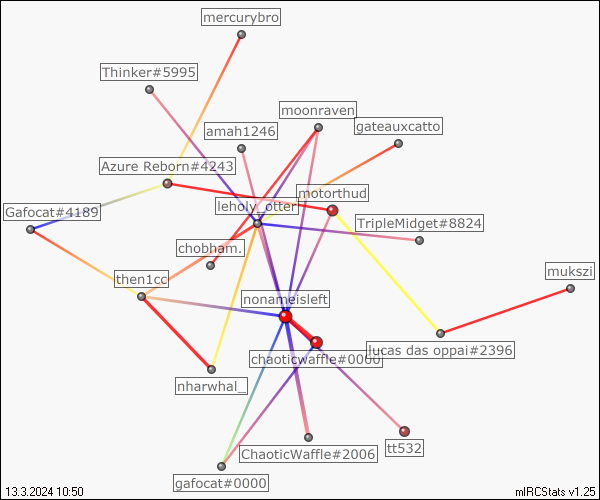 mercurybro
Thinker#5995
moonraven
gateauxcatto
amah1246
Azure Reborn#4243
motorthud
leholy_otter
Gafocat#4189
TripleMidget#8824
chobham.
mukszi
then1cc
nonameisleft
lucas das oppai#2396
chaoticwaffle#0000
nharwhal_
ChaoticWaffle#2006
tt532
gafocat#0000
13.3.2024 10:50
mIRCStats v1.25